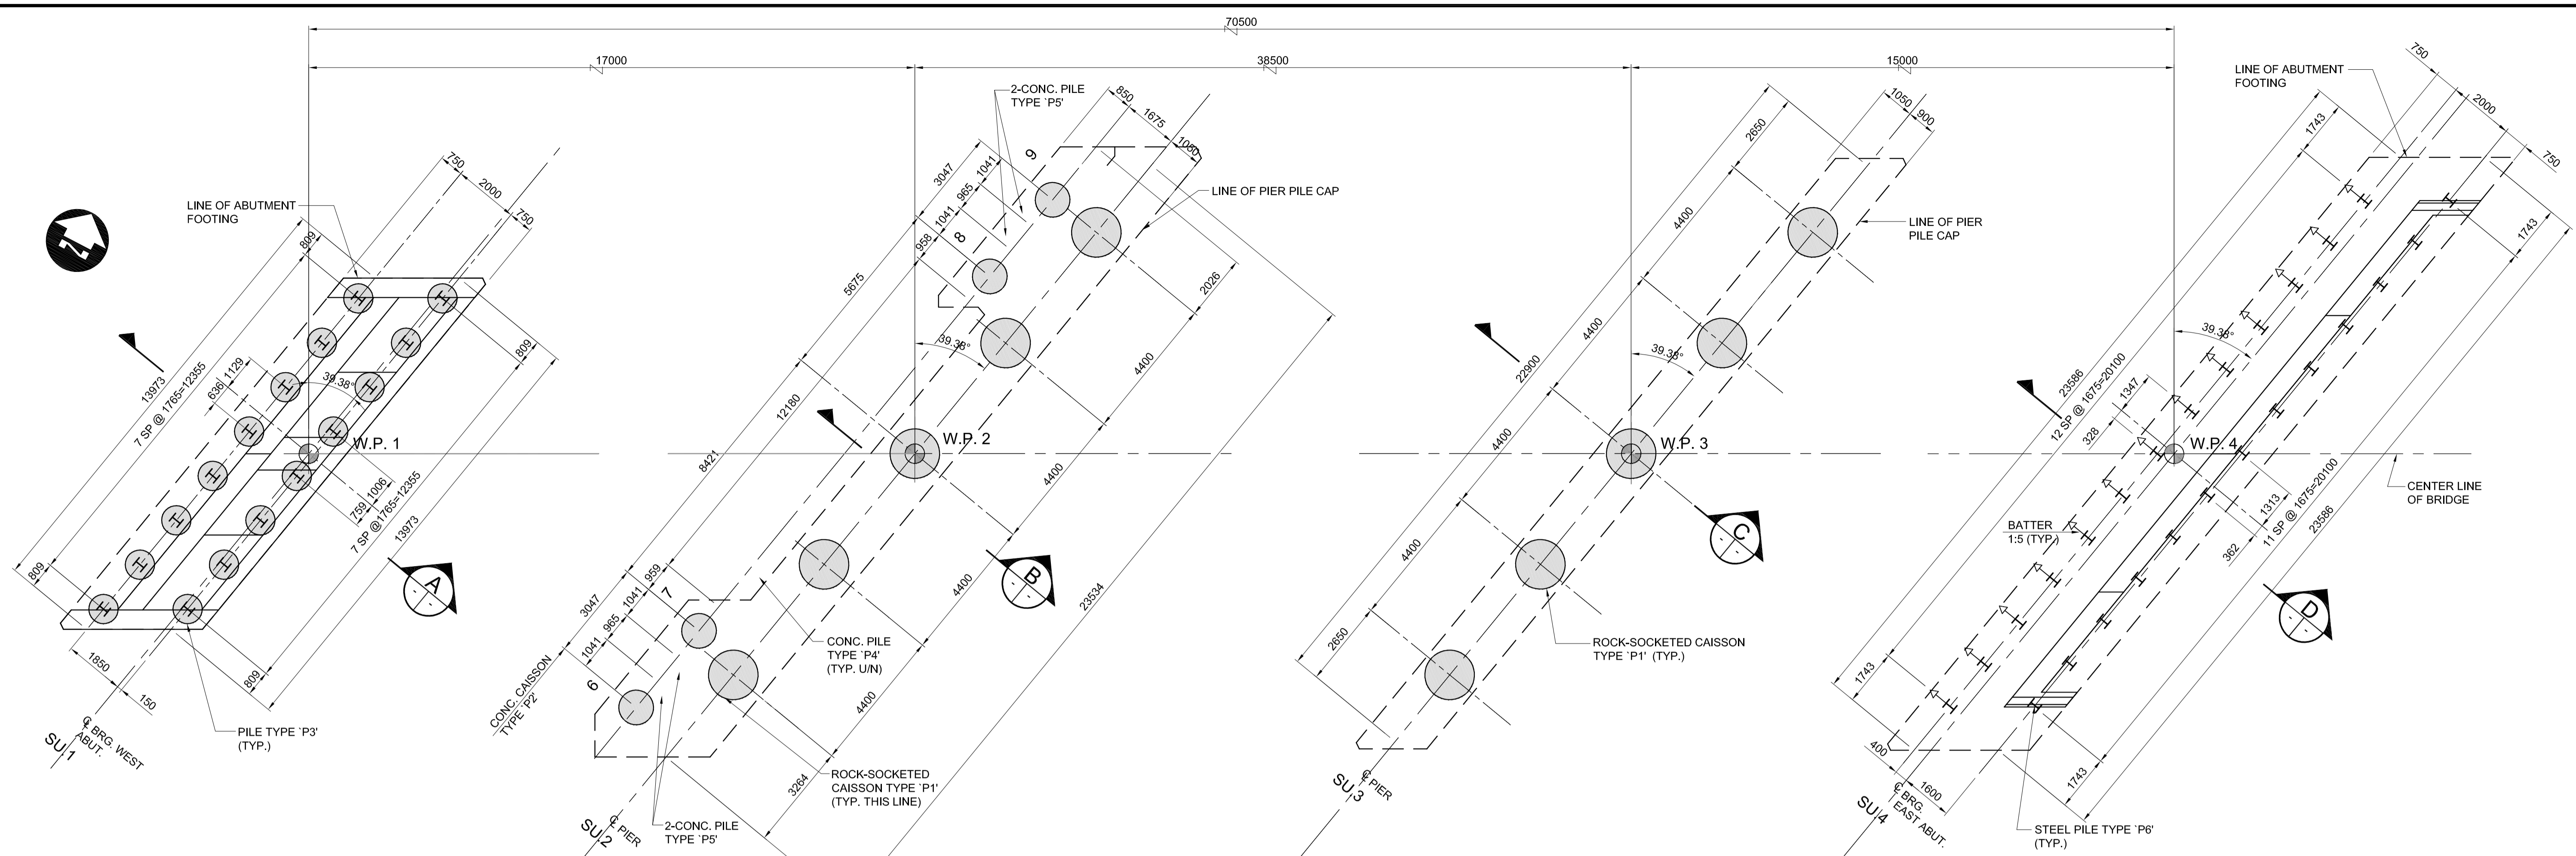 70500
17000
38500
15000
LINE OF ABUTMENT
FOOTING
750
2000
750
809
13973
7 SP @ 1765=12355
636
1129
39.38°
W.P. 1
809
759
1006
7 SP @1765=12355
13973
809
809
1850
150
A
PILE TYPE `P3'
(TYP.)
℄ BRG. WEST
ABUT.
SU.1
2-CONC. PILE
TYPE `P5'
850
1675
1050
9
3047
1041
965
1041
958
8
LINE OF PIER PILE CAP
5675
2026
39.38°
4400
12180
W.P. 2
8421
4400
B
4400
23534
959
7
1041
3047
965
1041
6
CONC. PILE
TYPE `P4'
(TYP. U/N)
CONC. CAISSON
TYPE 'P2'
4400
3264
ROCK-SOCKETED
CAISSON TYPE `P1'
(TYP. THIS LINE)
2-CONC. PILE
TYPE `P5'
℄ PIER
SU.2
1050
900
2650
4400
LINE OF PIER
PILE CAP
4400
22900
39.38°
4400
W.P. 3
C
4400
2650
ROCK-SOCKETED CAISSON
TYPE `P1' (TYP.)
℄ PIER
SU.3
LINE OF ABUTMENT
FOOTING
750
2000
750
1743
1743
39.38°
23586
12 SP @ 1675=20100
1347
328
W.P. 4
CENTER LINE
OF BRIDGE
BATTER
1:5 (TYP.)
1313
362
11 SP @ 1675=20100
23586
D
1743
400
1600
1743
℄ BRG.
EAST ABUT.
SU.4
STEEL PILE TYPE `P6'
(TYP.)